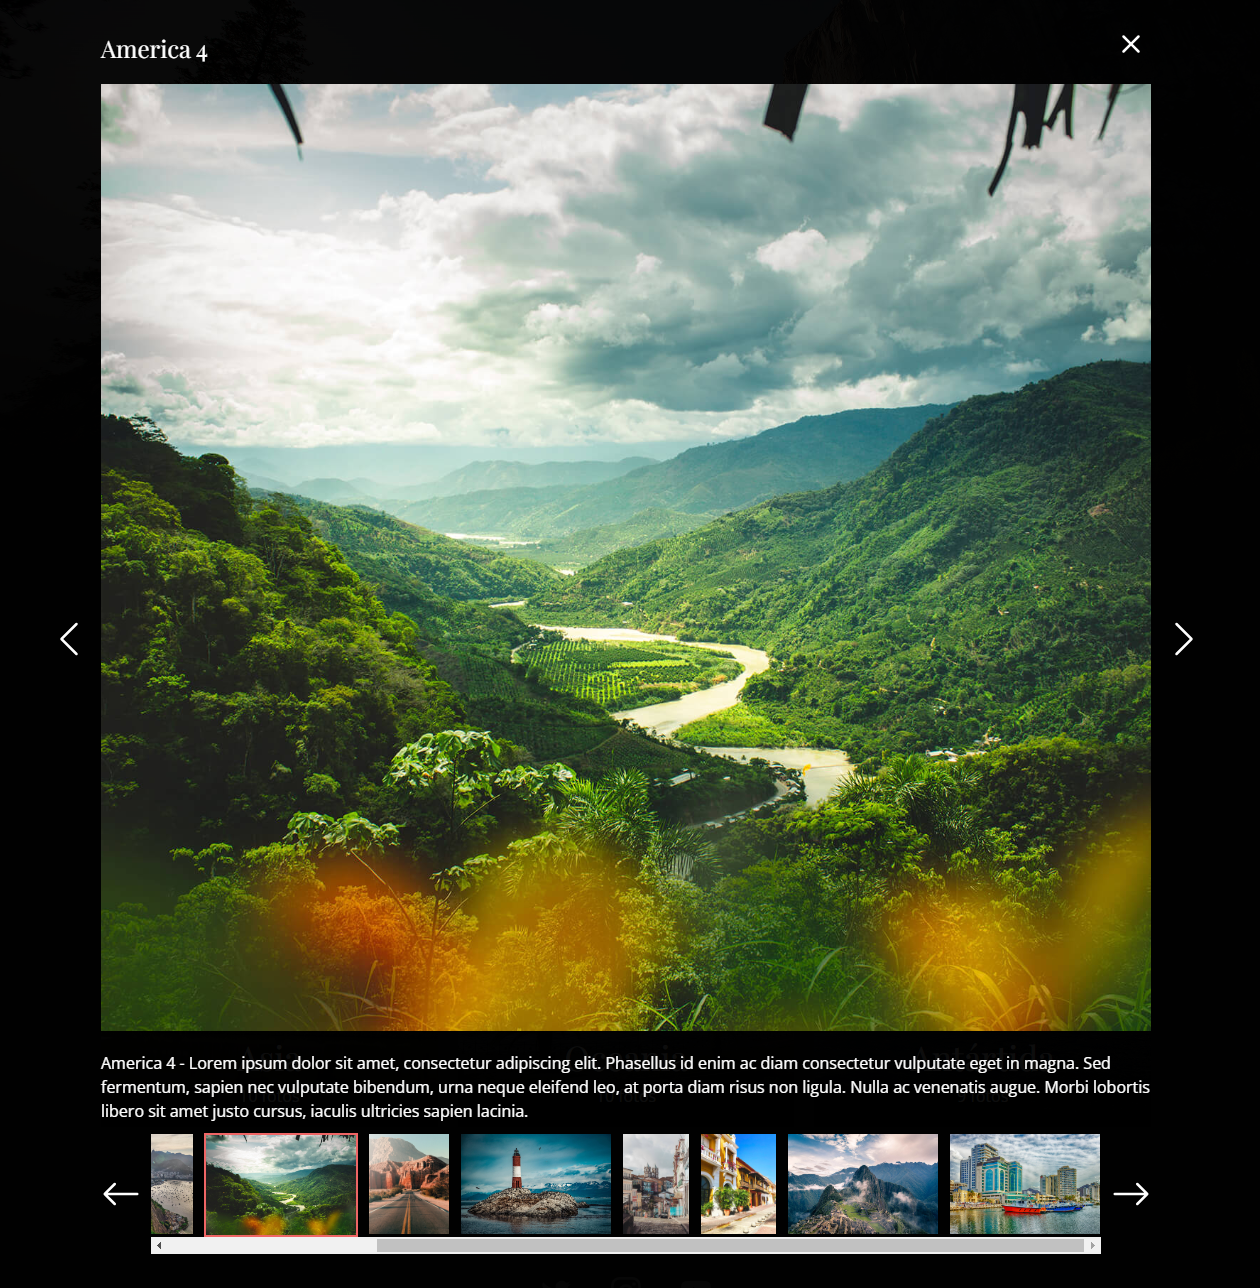 America 4
America 4 - Lorem ipsum dolor sit amet, consectetur adipiscing elit. Phasellus id enim ac diam consectetur vulputate eget in magna. Sed
fermentum, sapien nec vulputate bibendum, urna neque eleifend leo, at porta diam risus non ligula. Nulla ac venenatis augue. Morbi lobortis
libero sit amet justo cursus, iaculis ultricies sapien lacinia.